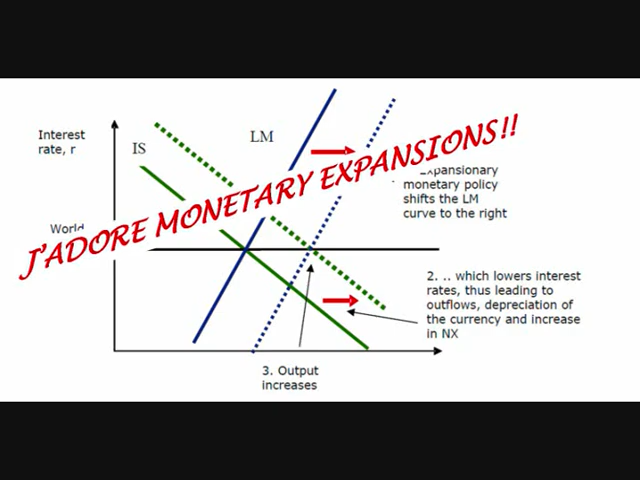 Interest
rate, r
IS
LM
J'ADORE MONETARY EXPANSIONS!!
monetary policy
shifts the LM
curve to the right
World
2. .. which lowers interest
rates, thus leading to
outflows, depreciation of
the currency and increase
in NX
3. Output
increases